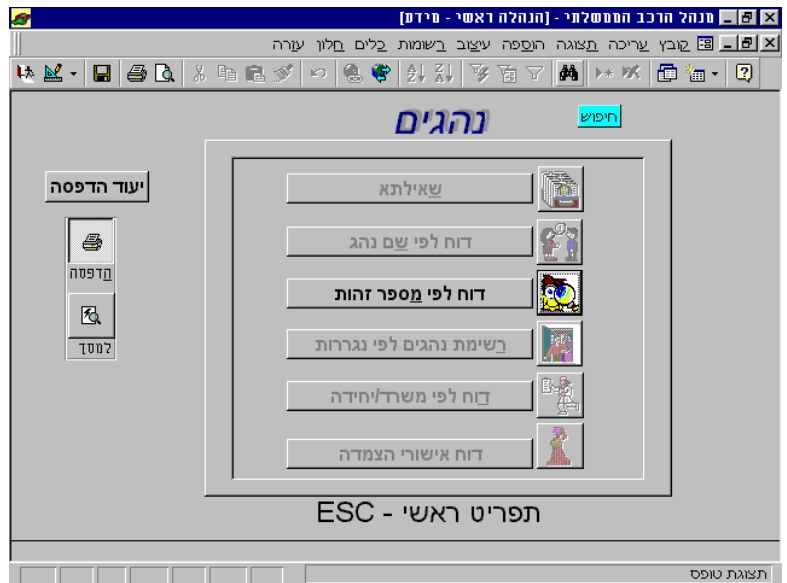 מנהל הרכב הממשלתי - [הנהלה ראשי - מידע]
קובץ עריכה תצוגה הוספה עיצוב רשומות כלים חלון עזרה
נהגים
חיפוש
יעוד הדפסה
שאילתא
דוח לפי שם נהג
הדפסה
דוח לפי מספר זהות
רשימת נהגים לפי נגררות
למסך
דוח לפי משרד/יחידה
דוח אישורי הצמדה
תפריט ראשי - ESC
תצוגת טופס